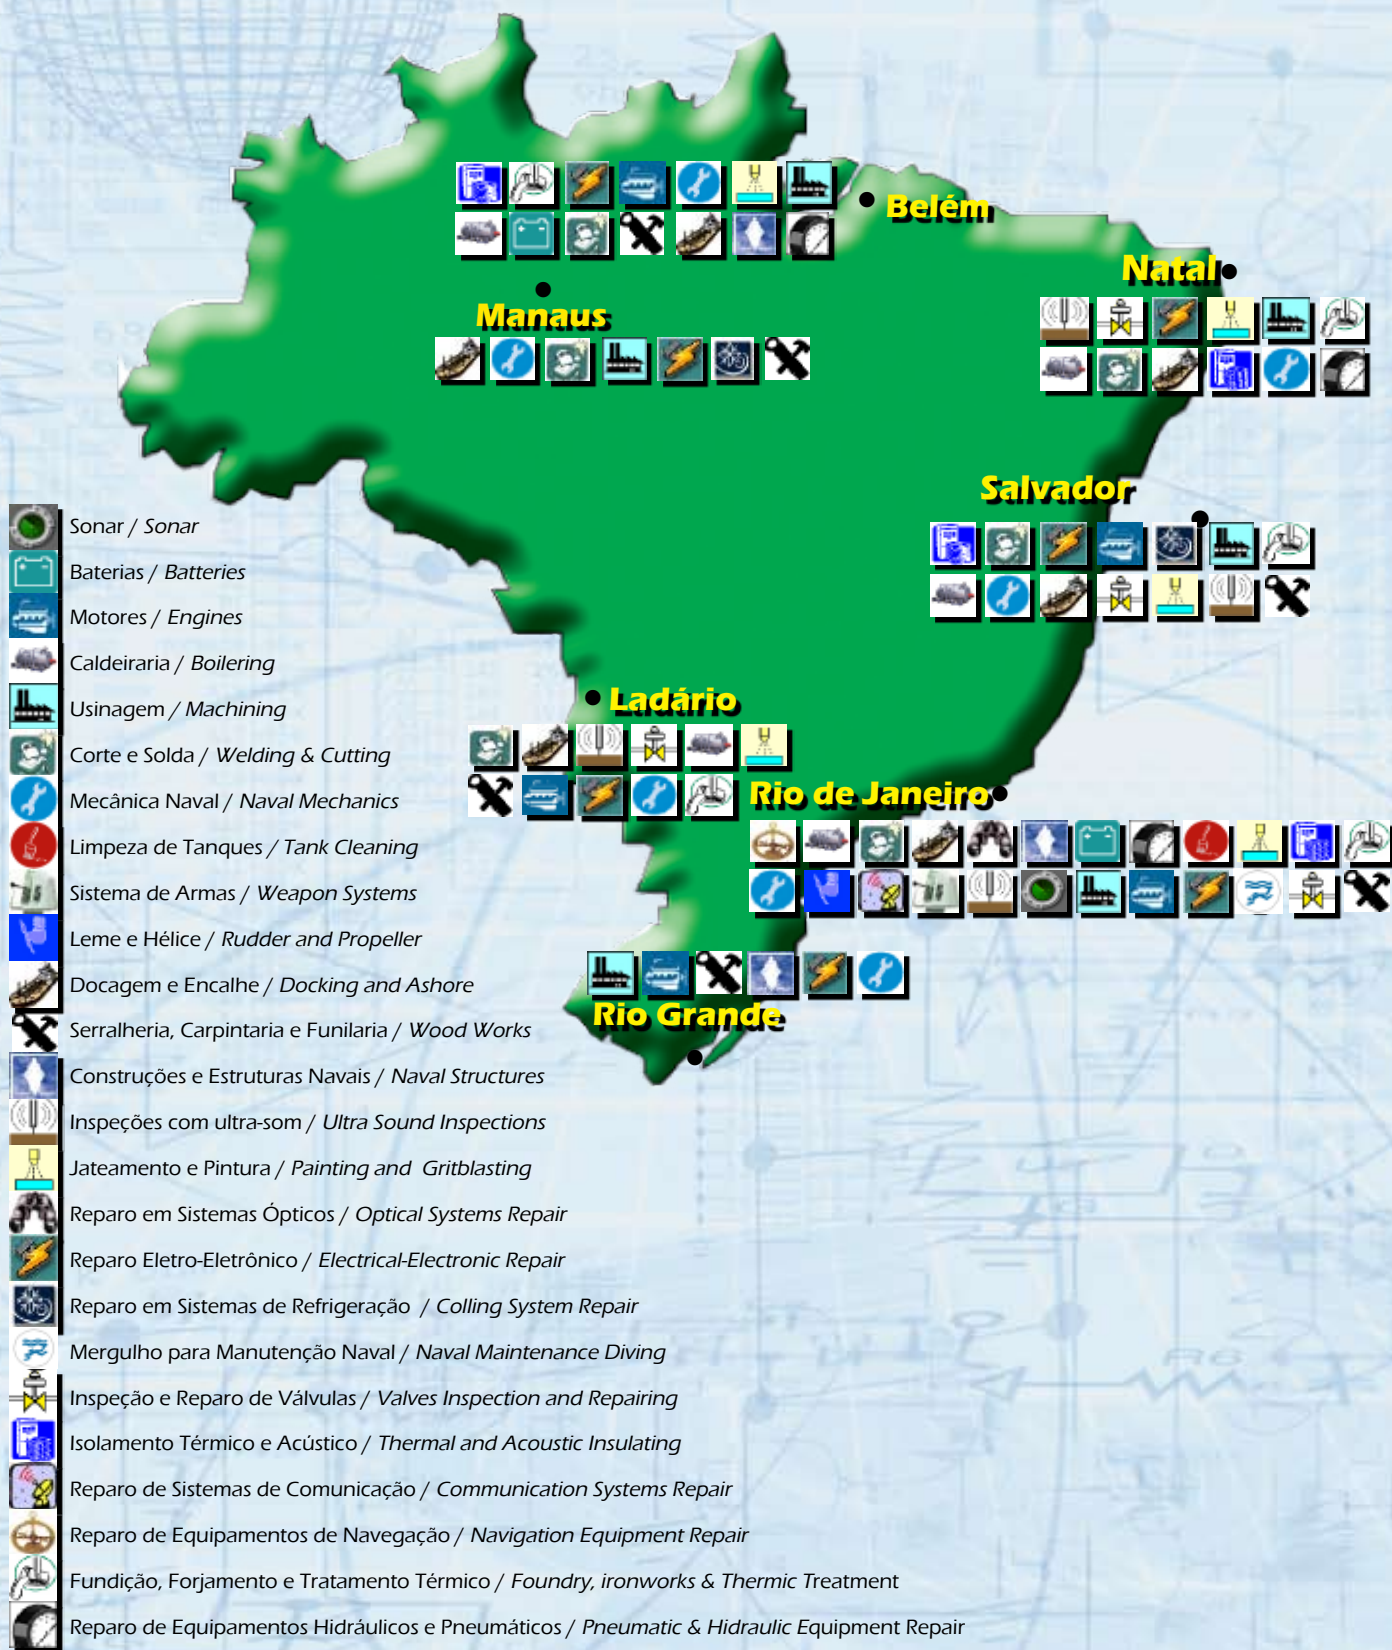 Belém
Natal
Manaus
Salvador
Ladário
Rio de Janeiro
Rio Grande
Sonar / Sonar
Baterias / Batteries
Motores / Engines
Caldeiraria / Boilering
Usinagem / Machining
Corte e Solda / Welding & Cutting
Mecânica Naval / Naval Mechanics
Limpeza de Tanques / Tank Cleaning
Sistema de Armas / Weapon Systems
Leme e Hélice / Rudder and Propeller
Docagem e Encalhe / Docking and Ashore
Serralheria, Carpintaria e Funilaria / Wood Works
Construções e Estruturas Navais / Naval Structures
Inspeções com ultra-som / Ultra Sound Inspections
Jateamento e Pintura / Painting and Gritblasting
Reparo em Sistemas Ópticos / Optical Systems Repair
Reparo Eletro-Eletrônico / Electrical-Electronic Repair
Reparo em Sistemas de Refrigeração / Colling System Repair
Mergulho para Manutenção Naval / Naval Maintenance Diving
Inspeção e Reparo de Válvulas / Valves Inspection and Repairing
Isolamento Térmico e Acústico / Thermal and Acoustic Insulating
Reparo de Sistemas de Comunicação / Communication Systems Repair
Reparo de Equipamentos de Navegação / Navigation Equipment Repair
Fundição, Forjamento e Tratamento Térmico / Foundry, ironworks & Thermic Treatment
Reparo de Equipamentos Hidráulicos e Pneumáticos / Pneumatic & Hidraulic Equipment Repair